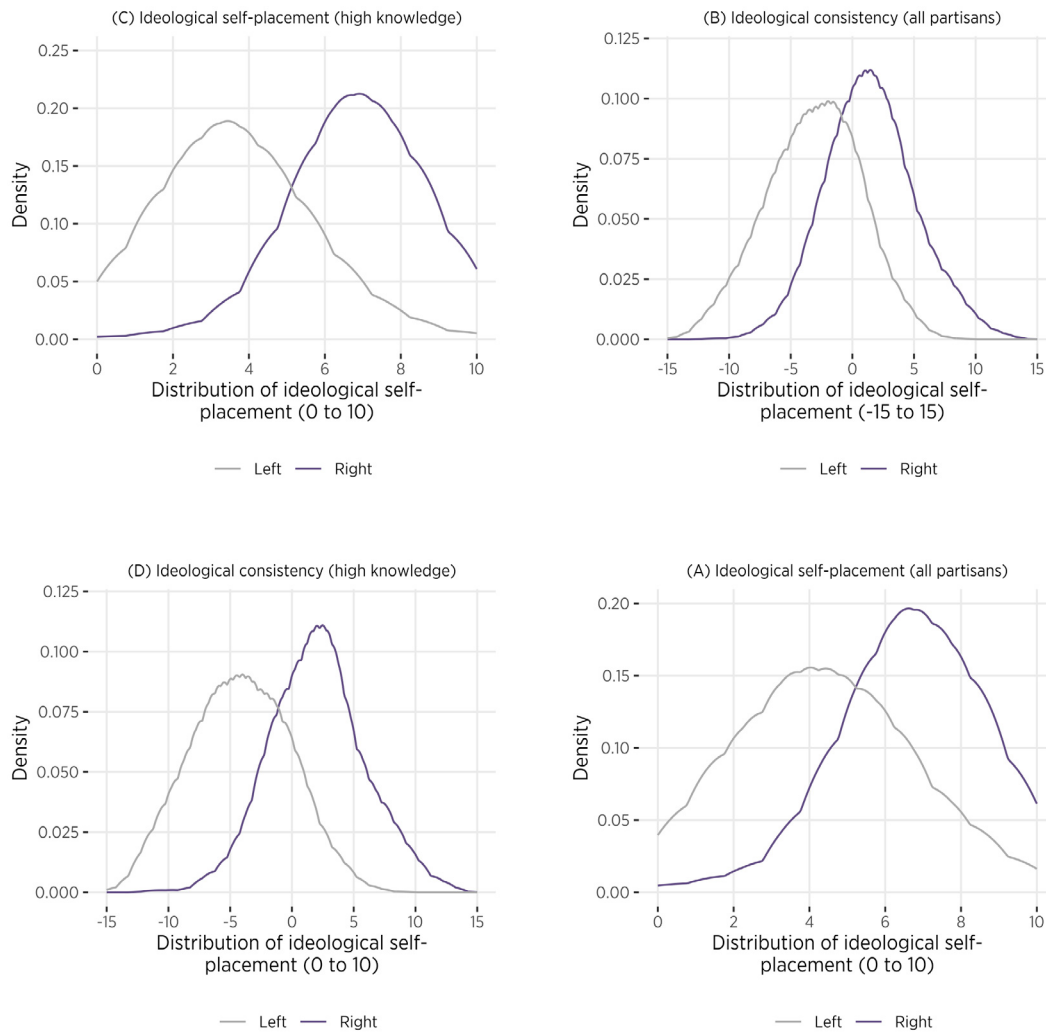 (C) Ideological self-placement (high knowledge)
0.25
0.20
0.15
0.10
0.05
0.00
Density
0 2 4 6 8 10
Distribution of ideological self-
placement (0 to 10)
Left Right
(B) Ideological consistency (all partisans)
0.125
0.100
0.075
0.050
0.025
0.000
Density
-15 -10 -5 0 5 10 15
Distribution of ideological self-
placement (-15 to 15)
Left Right
(D) Ideological consistency (high knowledge)
0.125
0.100
0.075
0.050
0.025
0.000
Density
-15 -10 -5 0 5 10 15
Distribution of ideological self-
placement (0 to 10)
Left Right
(A) Ideological self-placement (all partisans)
0.20
0.15
0.10
0.05
0.00
Density
0 2 4 6 8 10
Distribution of ideological self-
placement (0 to 10)
Left Right